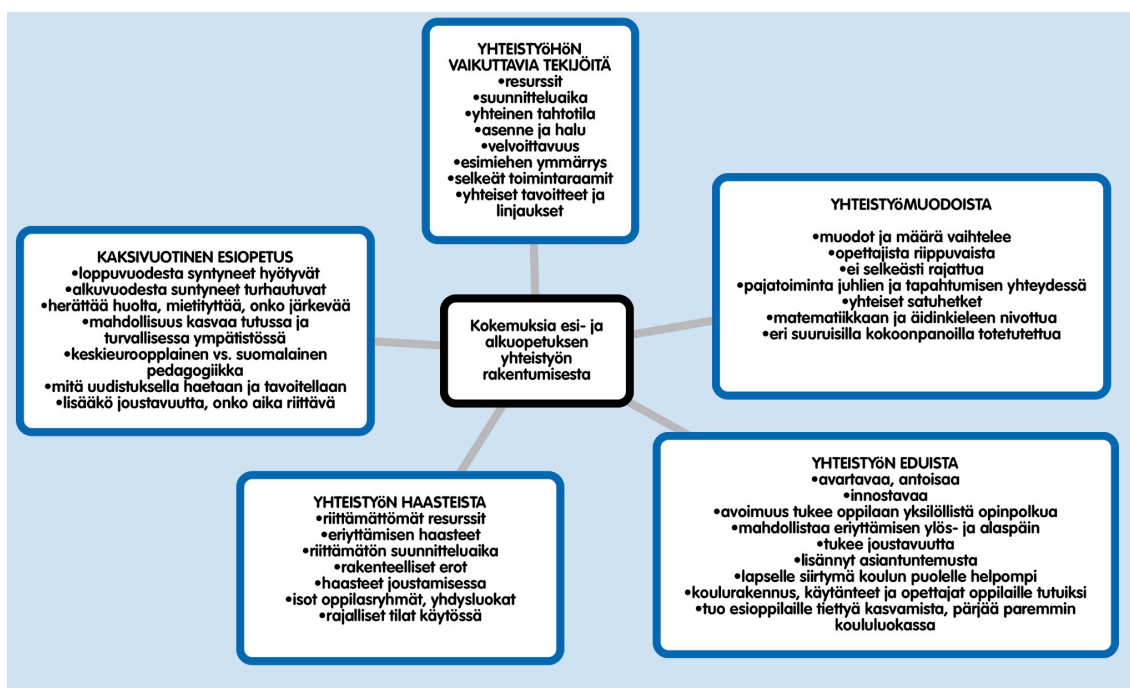 YHTEISTYöHÖN
VAIKUTTAVIA TEKIJÖITÄ
•resurssit
•suunnitteluaika
•yhteinen tahtotila
•asenne ja halu
•velvoittavuus
•esimiehen ymmärrys
•selkeät toimintaraamit
•yhteiset tavoitteet ja
linjaukset
YHTEISTYöMUODOISTA
•muodot ja määrä vaihtelee
•opettajista riippuvaista
•ei selkeästi rajattua
•pajatoiminta juhlien ja tapahtumisen yhteydessä
•yhteiset satuhetket
•matematiikkaan ja äidinkieleen nivottua
•eri suuruisilla kokoonpanoilla totetutettua
KAKSIVUOTINEN ESIOPETUS
•loppuvuodesta syntyneet hyötyvät
•alkuvuodesta suntyneet turhautuvat
•herättää huolta, mietityttää, onko järkevää
•mahdollisuus kasvaa tutussa ja
turvallisessa ympätistössä
•keskieuroopplainen vs. suomalainen
pedagogiikka
•mitä uudistuksella haetaan ja tavoitellaan
•lisääkö joustavuutta, onko aika riittävä
Kokemuksia esi- ja
alkuopetuksen
yhteistyön
rakentumisesta
YHTEISTYÖN HAASTEISTA
•riittämättömät resurssit
•eriyttämisen haasteet
•riittämätön suunnitteluaika
•rakenteelliset erot
•haasteet joustamisessa
•isot oppilasryhmät, yhdysluokat
•rajalliset tilat käytössä
YHTEISTYöN EDUISTA
•avartavaa, antoisaa
•innostavaa
•avoimuus tukee oppilaan yksilöllistä opinpolkua
•mahdollistaa eriyttämisen ylös- ja alaspäin
•tukee joustavuutta
•lisännyt asiantuntemusta
•lapselle siirtymä koulun puolelle helpompi
•koulurakennus, käytänteet ja opettajat oppilaille tutuiksi
•tuo esioppilaille tiettyä kasvamista, pärjää paremmin
koululuokassa